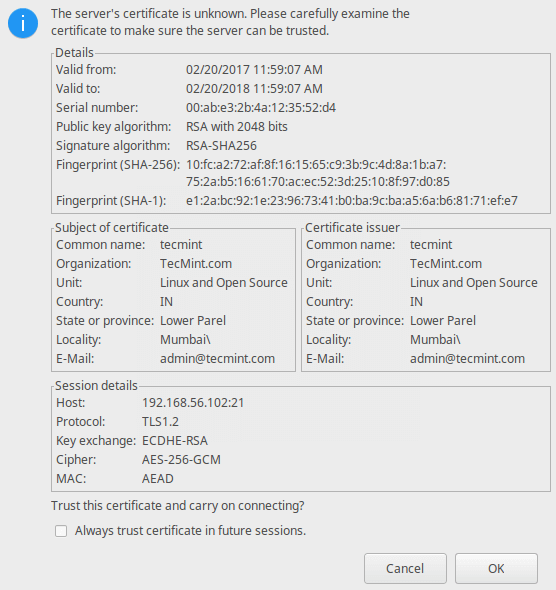 The server's certificate is unknown. Please carefully examine the
certificate to make sure the server can be trusted.
Details
Valid from: 02/20/2017 11:59:07 AM
Valid to: 02/20/2018 11:59:07 AM
Serial number: 00:ab:e3:2b:4a:12:35:52:d4
Public key algorithm: RSA with 2048 bits
Signature algorithm: RSA-SHA256
Fingerprint (SHA-256): 10:fc:a2:72:af:8f:16:15:65:c9:3b:9c:4d:8a:1b:a7:
75:2a:b5:16:61:70:ac:ec:52:3d:25:10:8f:97:d0:85
Fingerprint (SHA-1): e1:2a:bc:92:1e:23:96:73:41:b0:ba:9c:ba:a5:6a:b6:81:71:ef:e7
Subject of certificate
Common name: tecmint
Organization: TecMint.com
Unit: Linux and Open Source
Country: IN
State or province: Lower Parel
Locality: Mumbai\
E-Mail: admin@tecmint.com
Certificate issuer
Common name: tecmint
Organization: TecMint.com
Unit: Linux and Open Source
Country: IN
State or province: Lower Parel
Locality: Mumbai\
E-Mail: admin@tecmint.com
Session details
Host: 192.168.56.102:21
Protocol: TLS1.2
Key exchange: ECDHE-RSA
Cipher: AES-256-GCM
MAC: AEAD
Trust this certificate and carry on connecting?
Always trust certificate in future sessions.
Cancel
OK